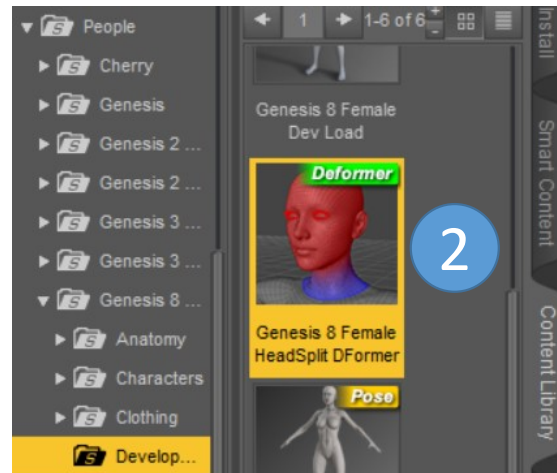 People
Cherry
Genesis
Genesis 2 ...
Genesis 2 ...
Genesis 3 ...
Genesis 3 ...
Genesis 8 ...
Anatomy
Characters
Clothing
Develop...
1
1-6 of 6
+
-
Genesis 8 Female
Dev Load
Deformer
Genesis 8 Female
HeadSplit DFormer
Pose
2
Install
Smart Content
Content Library